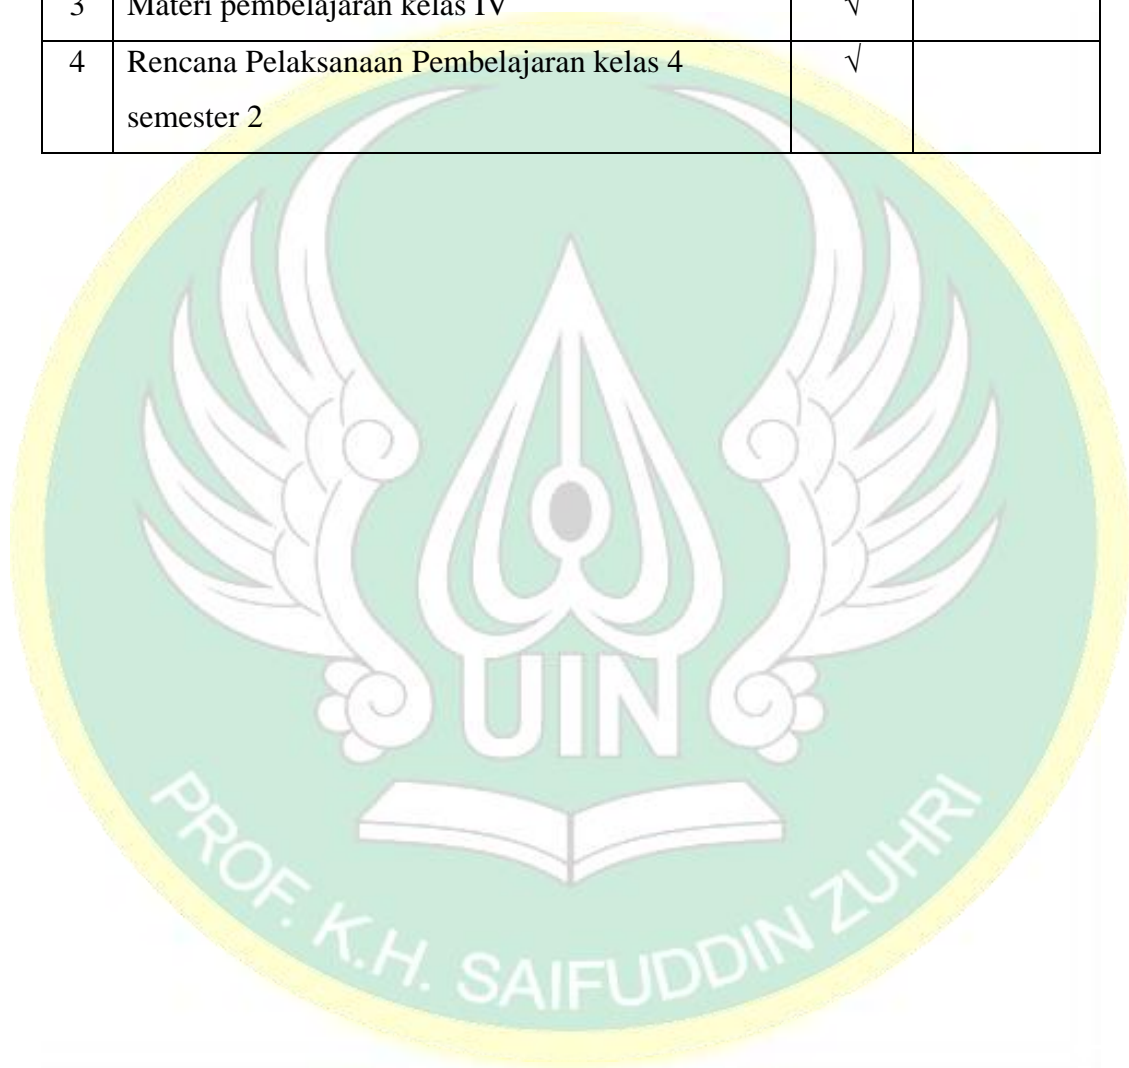 3 Materi pembelajaran kelas IV √
4 Rencana Pelaksanaan Pembelajaran kelas 4 √
semester 2
UIN
PROF. K.H. SAIFUDDIN ZUHRI